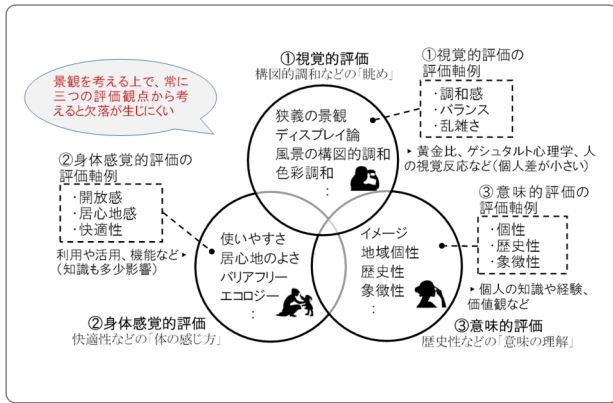 景観を考える上で、常に
三つの評価観点から考
えると欠落が生じにくい
①視覚的評価
構図的調和などの「眺め」
①視覚的評価の
評価軸例
・調和感
・バランス
・乱雑さ
▸ 黄金比、ゲシュタルト心理学、人
の視覚反応など（個人差が小さい）
狭義の景観
ディスプレイ論
風景の構図的調和
色彩調和
：
②身体感覚的評価の
評価軸例
・開放感
・居心地感
・快適性
利用や活用、機能など ▸
（知識も多少影響）
使いやすさ
居心地のよさ
バリアフリー
エコロジー
：
②身体感覚的評価
快適性などの「体の感じ方」
イメージ
地域個性
歴史性
象徴性
：
③意味的評価の
評価軸例
・個性
・歴史性
・象徴性
▸ 個人の知識や経験、
価値観など
③意味的評価
歴史性などの「意味の理解」